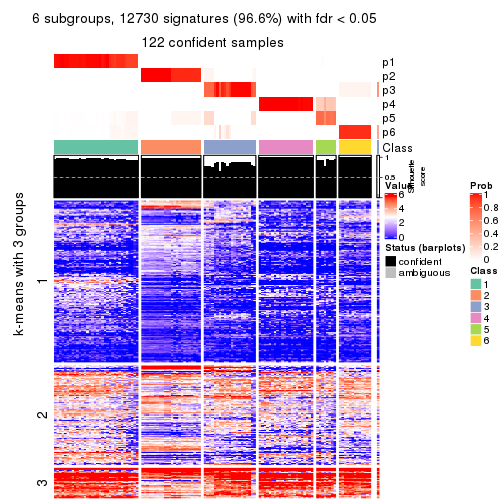 6 subgroups, 12730 signatures (96.6%) with fdr < 0.05
122 confident samples
p1
p2
p3
p4
p5
p6
Class
1
0.5
0
Silhouette
score
k-means with 3 groups
1
2
3
Value
6
4
2
0
Status (barplots)
confident
ambiguous
Prob
1
0.8
0.6
0.4
0.2
0
Class
1
2
3
4
5
6